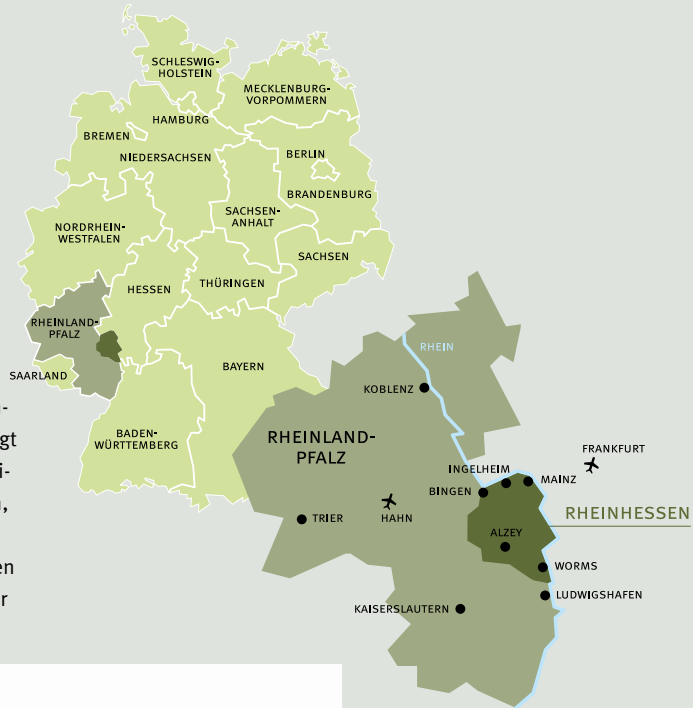 SCHLESWIG-
HOLSTEIN
MECKLENBURG-
VORPOMMERN
HAMBURG
BREMEN
NIEDERSACHSEN
BERLIN
BRANDENBURG
SACHSEN-
ANHALT
NORDRHEIN-
WESTFALEN
SACHSEN
HESSEN
THÜRINGEN
RHEINLAND-
PFALZ
SAARLAND
BAYERN
BADEN-
WÜRTTEMBERG
-
gt
i-
,
en
r
RHEIN
KOBLENZ
RHEINLAND-
PFALZ
FRANKFURT
INGELHEIM
MAINZ
BINGEN
HAHN
TRIER
RHEINHESSEN
ALZEY
WORMS
LUDWIGSHAFEN
KAISERSLAUTERN